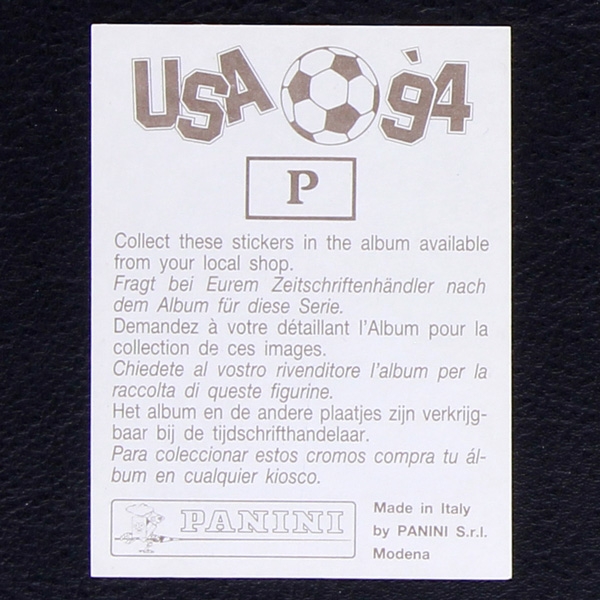 USA '94
P
Collect these stickers in the album available
from your local shop.
Fragt bei Eurem Zeitschriftenhändler nach
dem Album für diese Serie.
Demandez à votre détaillant l'Album pour la
collection de ces images.
Chiedete al vostro rivenditore l'album per la
raccolta di queste figurine.
Het album en de andere plaatjes zijn verkrijg-
baar bij de tijdschrifthandelaar.
Para coleccionar estos cromos compra tu ál-
bum en cualquier kiosco.
PANINI
Made in Italy
by PANINI S.r.l.
Modena